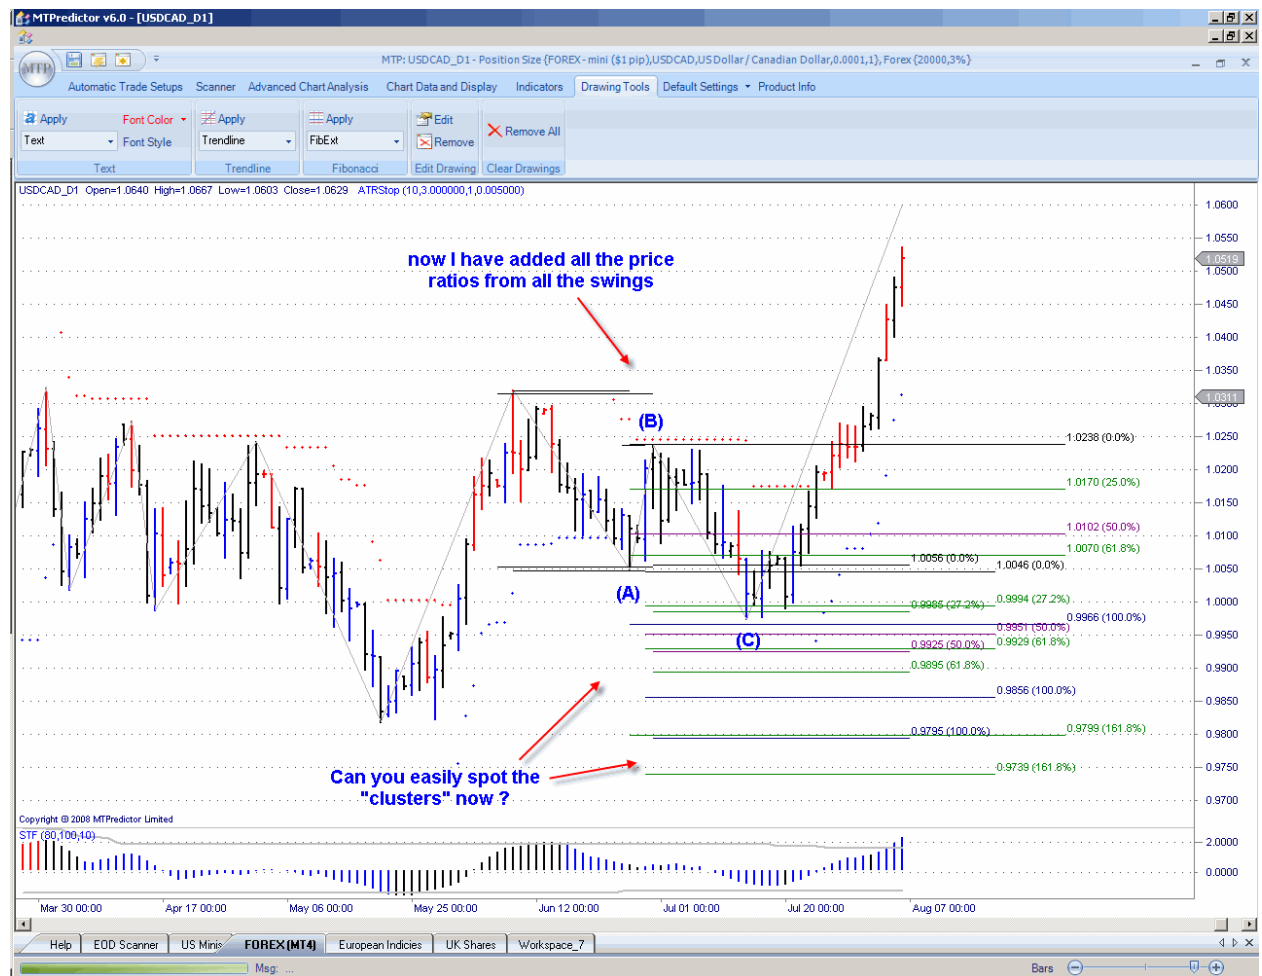 MTPredictor v6.0 - [USDCAD_D1]
MTP
MTP: USDCAD_D1 - Position Size {FOREX - mini ($1 pip),USDCAD,US Dollar / Canadian Dollar,0.0001,1}, Forex {20000,3%}
Automatic Trade Setups Scanner Advanced Chart Analysis Chart Data and Display Indicators Drawing Tools Default Settings Product Info
a Apply Font Color Apply Apply Edit Remove All
Text Font Style Trendline FibExt Remove
Text Trendline Fibonacci Edit Drawing Clear Drawings
USDCAD_D1 Open=1.0640 High=1.0667 Low=1.0603 Close=1.0629 ATRStop (10,3.000000,1,0.005000)
1.0600
1.0550
1.0519
1.0500
1.0450
1.0400
1.0350
1.0311
1.0250
1.0200
1.0150
1.0100
1.0050
1.0000
0.9950
0.9900
0.9850
0.9800
0.9750
0.9700
now I have added all the price
ratios from all the swings
(B)
1.0238 (0.0%)
1.0170 (25.0%)
1.0102 (50.0%)
1.0070 (61.8%)
1.0056 (0.0%)
1.0046 (0.0%)
(A)
0.9994 (27.2%)
0.9985 (27.2%)
0.9966 (100.0%)
0.9951 (50.0%)
(C)
0.9929 (61.8%)
0.9925 (50.0%)
0.9895 (61.8%)
0.9856 (100.0%)
0.9799 (161.8%)
0.9795 (100.0%)
0.9739 (161.8%)
Can you easily spot the
"clusters" now ?
Copyright © 2008 MTPredictor Limited
STF (80,100,10)
2.0000
0.0000
Mar 30 00:00 Apr 17 00:00 May 06 00:00 May 25 00:00 Jun 12 00:00 Jul 01 00:00 Jul 20 00:00 Aug 07 00:00
Help EOD Scanner US Minis FOREX (MT4) European Indicies UK Shares Workspace_7
Msg: ... Bars